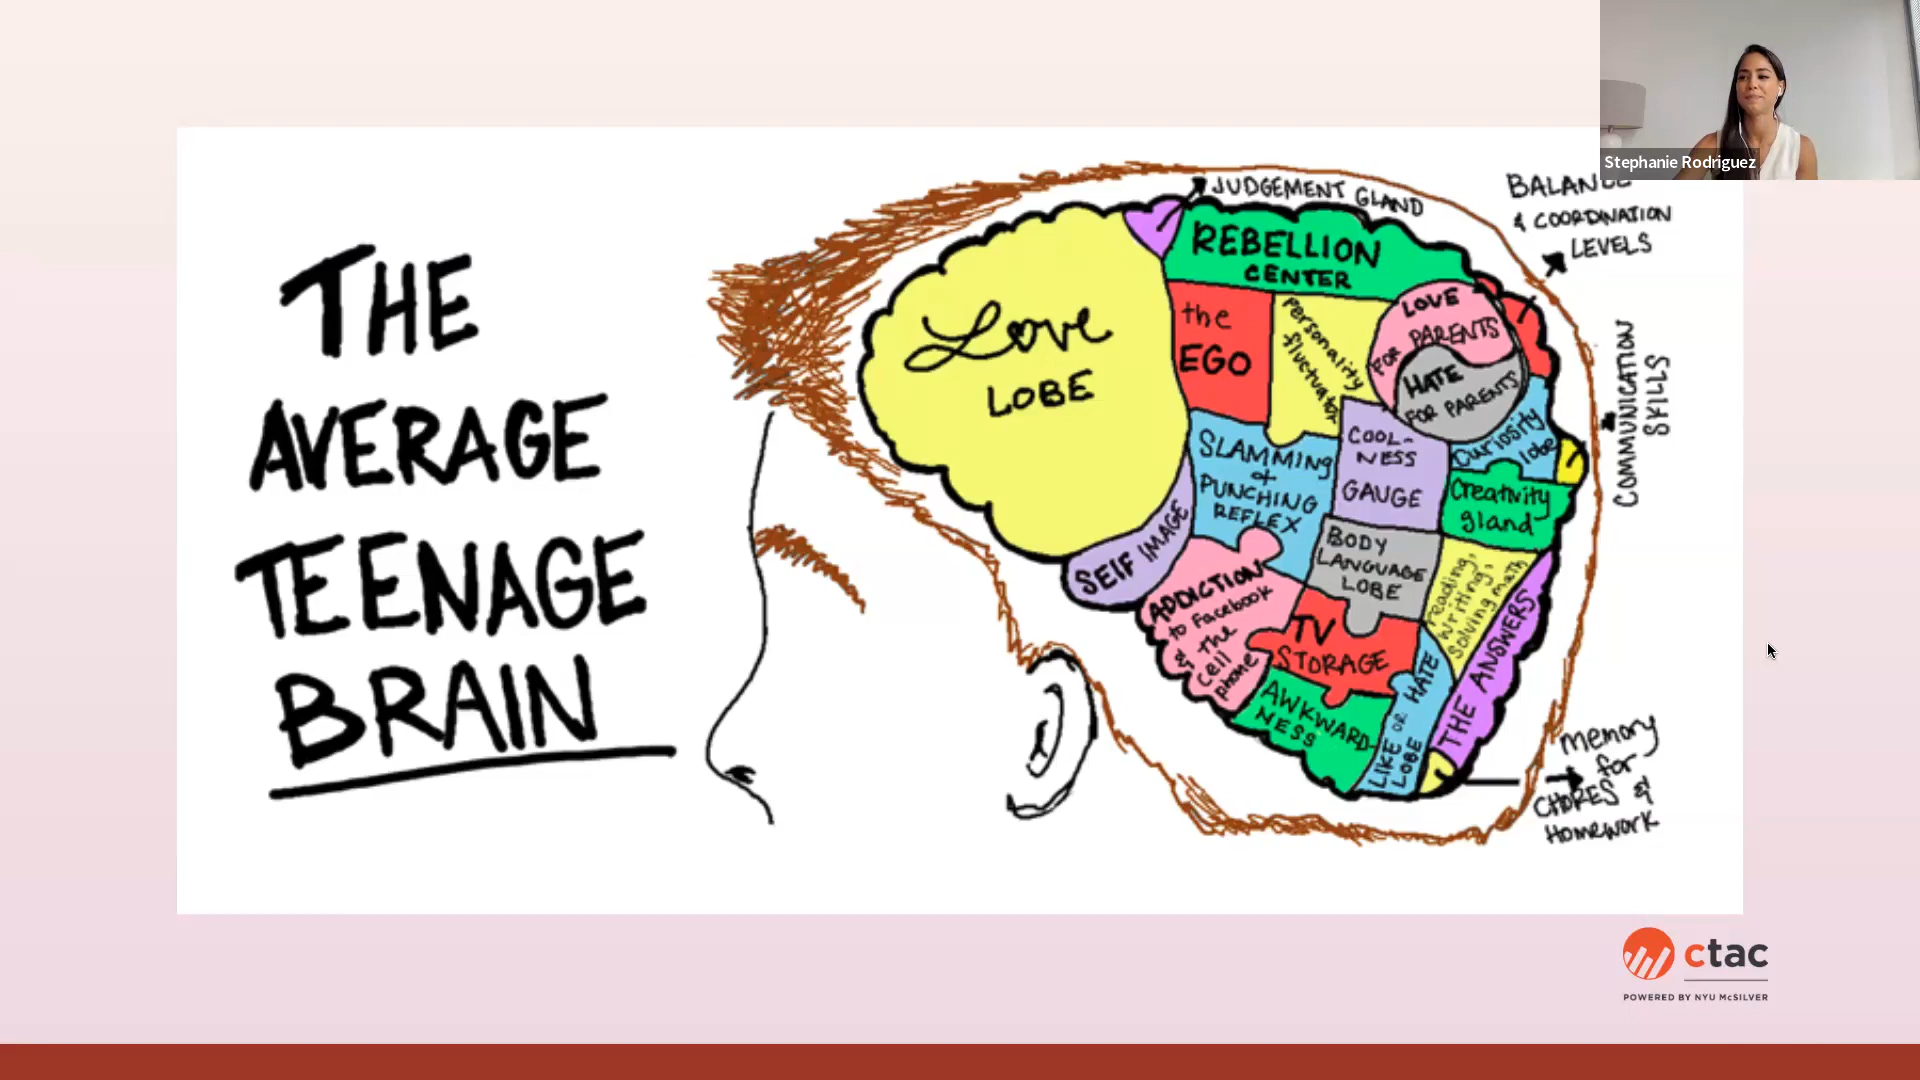 Stephanie Rodriguez
THE
AVERAGE
TEENAGE
BRAIN
JUDGEMENT GLAND
BALANCE
& COORDINATION
LEVELS
COMMUNICATION
SKILLS
Love
LOBE
REBELLION
CENTER
the
EGO
Personality
fluctuator
LOVE
FOR PARENTS
HATE
FOR PARENTS
SLAMMING
&
PUNCHING
REFLEX
COOL-
NESS
GAUGE
Curiosity
lobe
Creativity
gland
SELF IMAGE
BODY
LANGUAGE
LOBE
reading,
writing,
solving math
ADDICTION
to Facebook
& the
cell
phone
TV
STORAGE
THE ANSWERS
AWKWARD-
NESS
LIKE OR HATE
LOBE
memory
for
CHORES &
Homework
ctac
POWERED BY NYU McSILVER